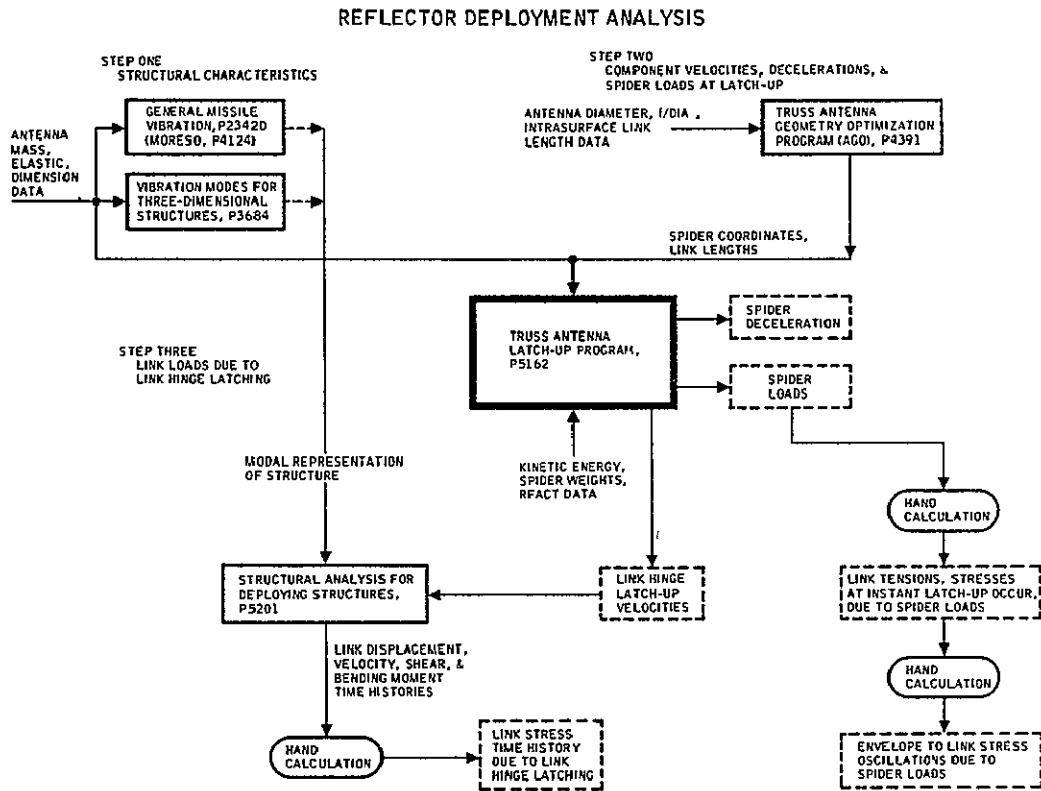 REFLECTOR DEPLOYMENT ANALYSIS
STEP ONE
STRUCTURAL CHARACTERISTICS
GENERAL MISSILE
VIBRATION, P2342D
(MORESO, P4124)
ANTENNA
MASS,
ELASTIC,
DIMENSION
DATA
VIBRATION MODES FOR
THREE-DIMENSIONAL
STRUCTURES, P3684
STEP TWO
COMPONENT VELOCITIES, DECELERATIONS, &
SPIDER LOADS AT LATCH-UP
ANTENNA DIAMETER, f/DIA,
INTRASURFACE LINK
LENGTH DATA
TRUSS ANTENNA
GEOMETRY OPTIMIZATION
PROGRAM (AGO), P4391
SPIDER COORDINATES,
LINK LENGTHS
TRUSS ANTENNA
LATCH-UP PROGRAM,
P5162
SPIDER
DECELERATION
SPIDER
LOADS
STEP THREE
LINK LOADS DUE TO
LINK HINGE LATCHING
MODAL REPRESENTATION
OF STRUCTURE
KINETIC ENERGY,
SPIDER WEIGHTS,
RFACT DATA
HAND
CALCULATION
STRUCTURAL ANALYSIS FOR
DEPLOYING STRUCTURES,
P5201
LINK HINGE
LATCH-UP
VELOCITIES
LINK TENSIONS, STRESSES
AT INSTANT LATCH-UP OCCUR,
DUE TO SPIDER LOADS
LINK DISPLACEMENT,
VELOCITY, SHEAR, &
BENDING MOMENT
TIME HISTORIES
HAND
CALCULATION
HAND
CALCULATION
LINK STRESS
TIME HISTORY
DUE TO LINK
HINGE LATCHING
ENVELOPE TO LINK STRESS
OSCILLATIONS DUE TO
SPIDER LOADS